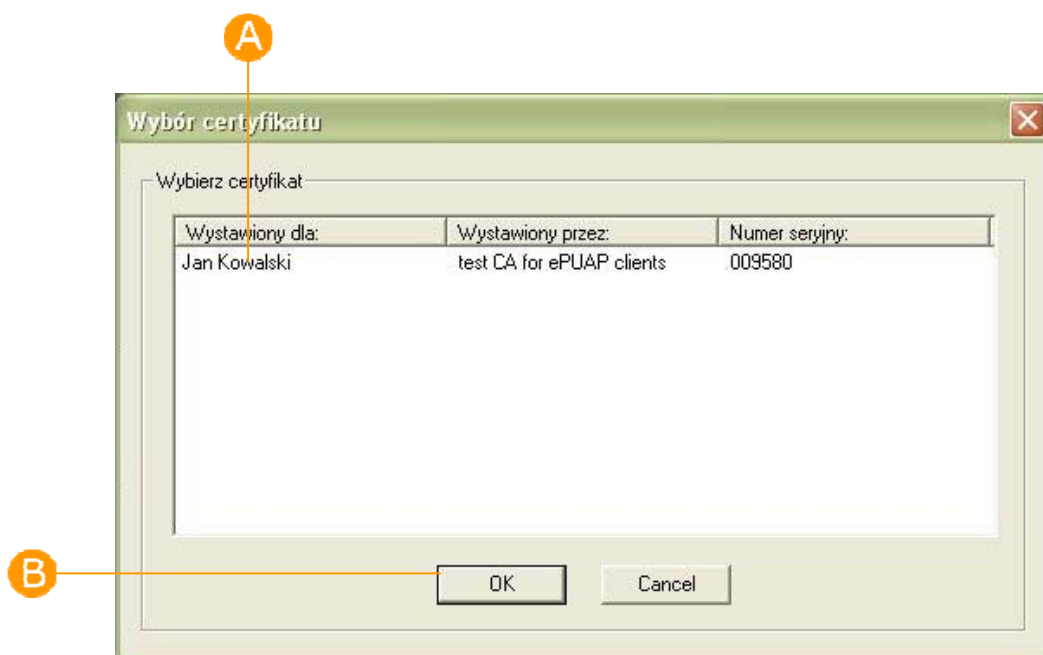 A
Wybór certyfikatu
Wybierz certyfikat
Wystawiony dla: Wystawiony przez: Numer seryjny:
Jan Kowalski test CA for ePUAP clients 009580
B
OK Cancel